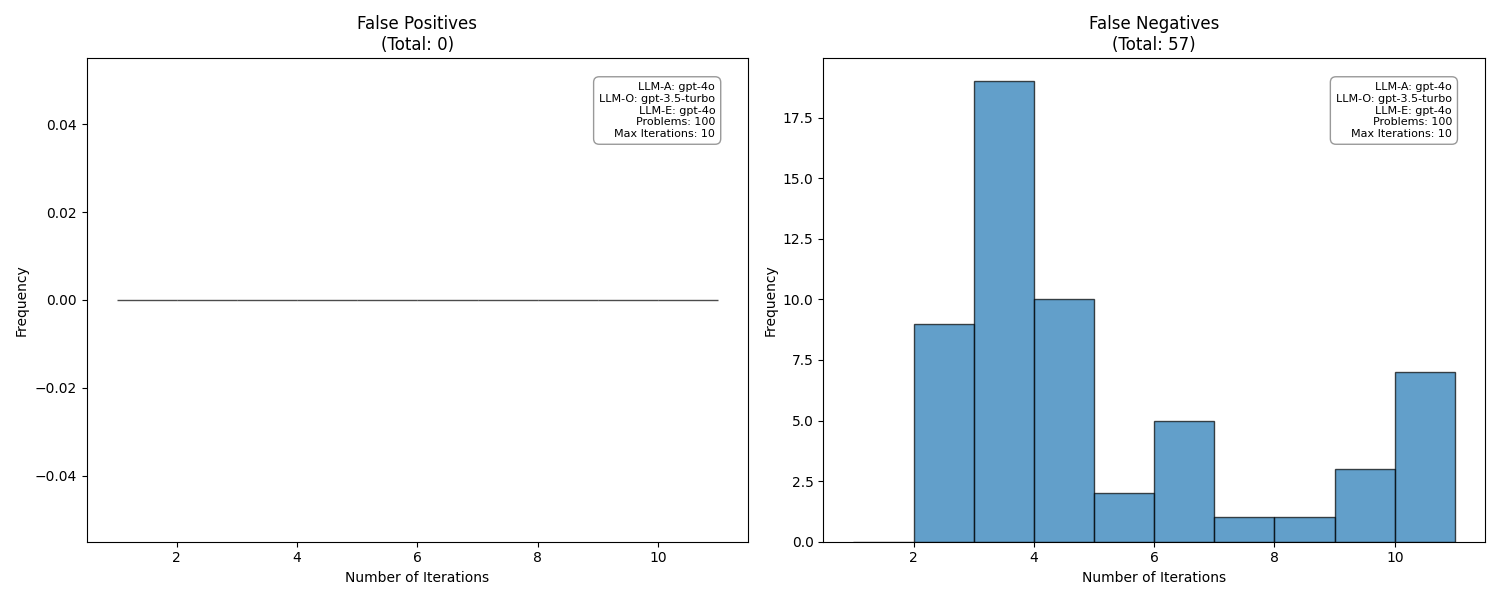 False Positives
(Total: 0)
LLM-A: gpt-4o
LLM-O: gpt-3.5-turbo
LLM-E: gpt-4o
Problems: 100
Max Iterations: 10
Frequency
0.04
0.02
0.00
−0.02
−0.04
2 4 6 8 10
Number of Iterations
False Negatives
(Total: 57)
LLM-A: gpt-4o
LLM-O: gpt-3.5-turbo
LLM-E: gpt-4o
Problems: 100
Max Iterations: 10
Frequency
17.5
15.0
12.5
10.0
7.5
5.0
2.5
0.0
2 4 6 8 10
Number of Iterations